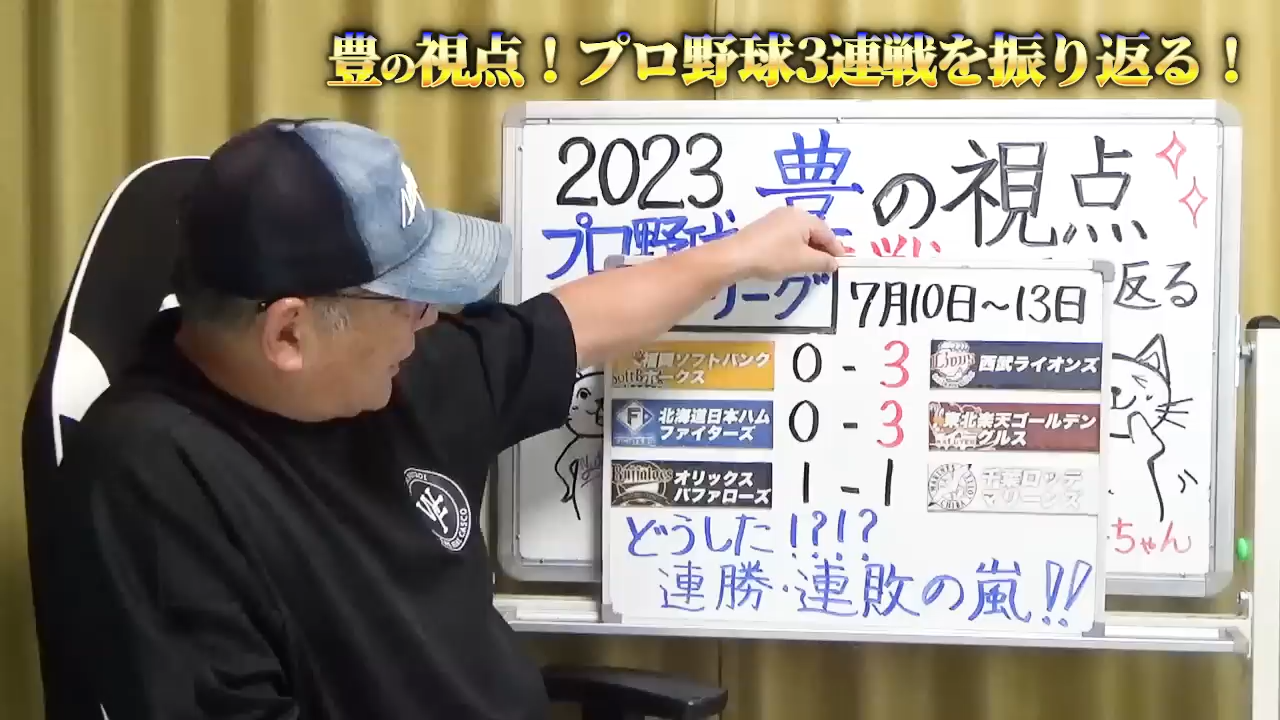 豊の視点！プロ野球3連戦を振り返る！
2023 豊の視点
プロ野球
戦
返る
リーグ 7月10日～13日
福岡ソフトバンク
ホークス
0 - 3
Lions
西武ライオンズ
北海道日本ハム
ファイターズ
0 - 3
東北楽天ゴールデン
グルス
Buffaloes
オリックス
バファローズ
1 - 1
千葉ロッテ
マリーンズ
どうした!?!?
連勝・連敗の嵐!!
ちゃん